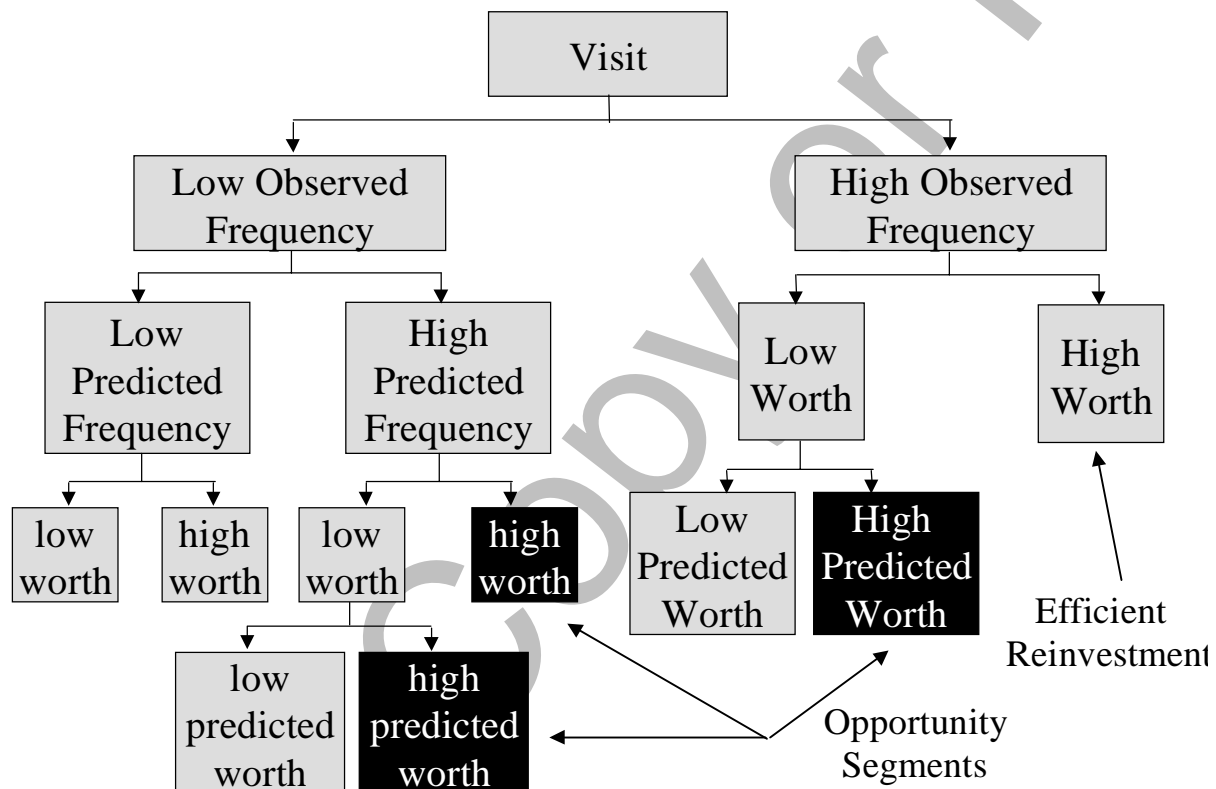 Visit
Low Observed
Frequency
High Observed
Frequency
Low
Predicted
Frequency
High
Predicted
Frequency
Low
Worth
High
Worth
low
worth
high
worth
low
worth
high
worth
Low
Predicted
Worth
High
Predicted
Worth
Efficient
Reinvestment
low
predicted
worth
high
predicted
worth
Opportunity
Segments
Copy or